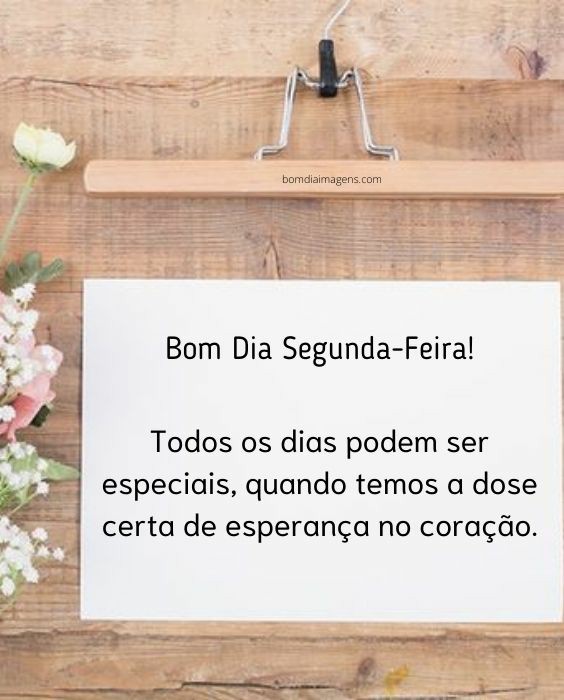 bomdiaimagens.com
Bom Dia Segunda-Feira!
Todos os dias podem ser
especiais, quando temos a dose
certa de esperança no coração.